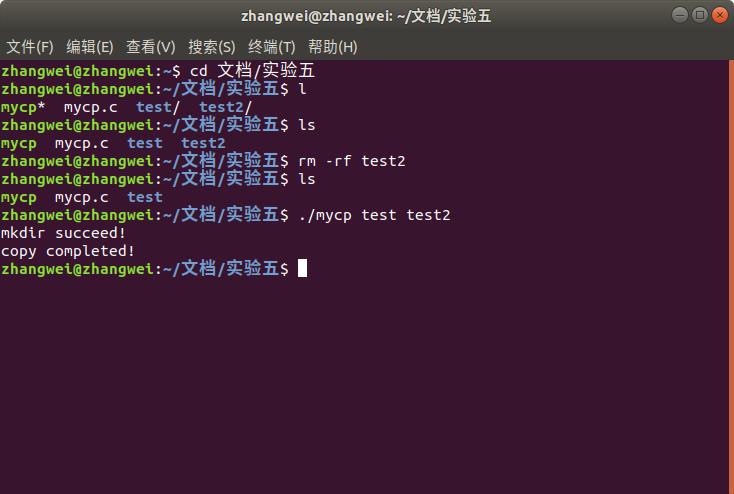 zhangwei@zhangwei: ~/文档/实验五
文件(F) 编辑(E) 查看(V) 搜索(S) 终端(T) 帮助(H)
zhangwei@zhangwei:~$ cd 文档/实验五
zhangwei@zhangwei:~/文档/实验五$ l
mycp*  mycp.c  test/  test2/
zhangwei@zhangwei:~/文档/实验五$ ls
mycp  mycp.c  test  test2
zhangwei@zhangwei:~/文档/实验五$ rm -rf test2
zhangwei@zhangwei:~/文档/实验五$ ls
mycp  mycp.c  test
zhangwei@zhangwei:~/文档/实验五$ ./mycp test test2
mkdir succeed!
copy completed!
zhangwei@zhangwei:~/文档/实验五$